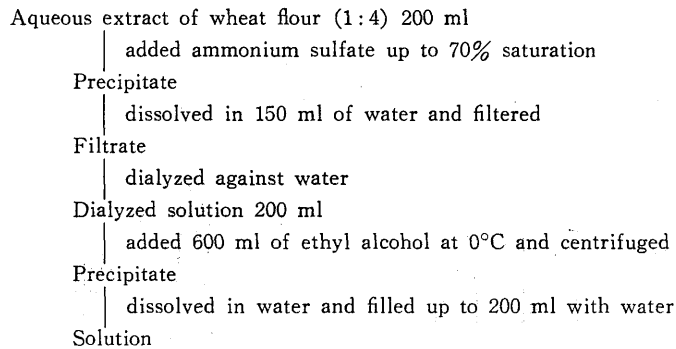 Aqueous extract of wheat flour (1:4) 200 ml
added ammonium sulfate up to 70% saturation
Precipitate
dissolved in 150 ml of water and filtered
Filtrate
dialyzed against water
Dialyzed solution 200 ml
added 600 ml of ethyl alcohol at 0°C and centrifuged
Precipitate
dissolved in water and filled up to 200 ml with water
Solution